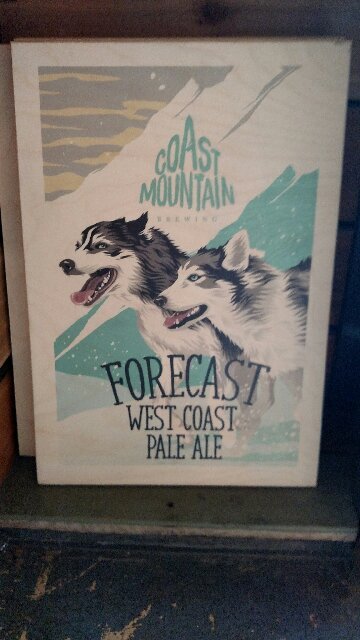 COAST
MOUNTAIN
BREWING
FORECAST
WEST COAST
PALE ALE